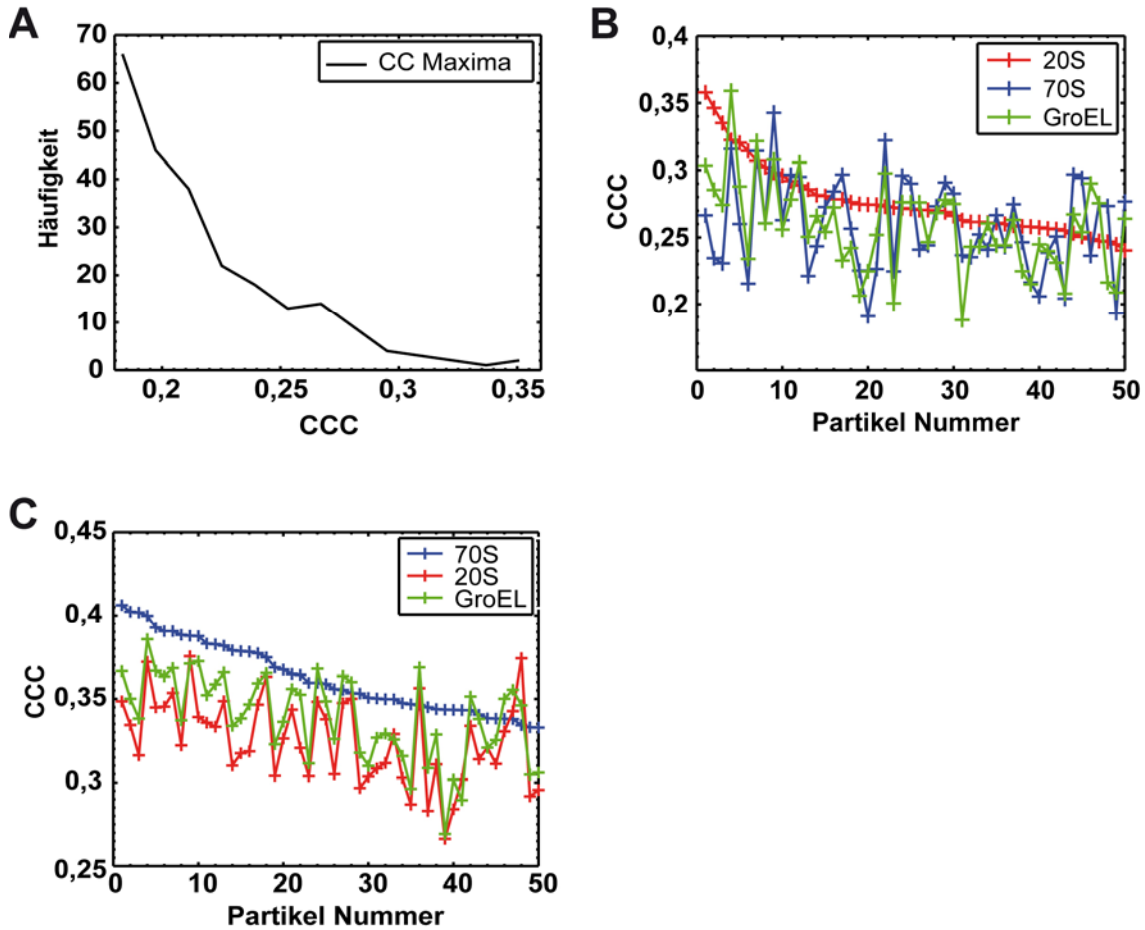 A
70
60
50
40
30
20
10
0
Häufigkeit
CC Maxima
0,2 0,25 0,3 0,35
CCC
B
0,4
0,35
0,3
0,25
0,2
CCC
20S
70S
GroEL
0 10 20 30 40 50
Partikel Nummer
C
0,45
0,4
0,35
0,3
0,25
CCC
70S
20S
GroEL
0 10 20 30 40 50
Partikel Nummer